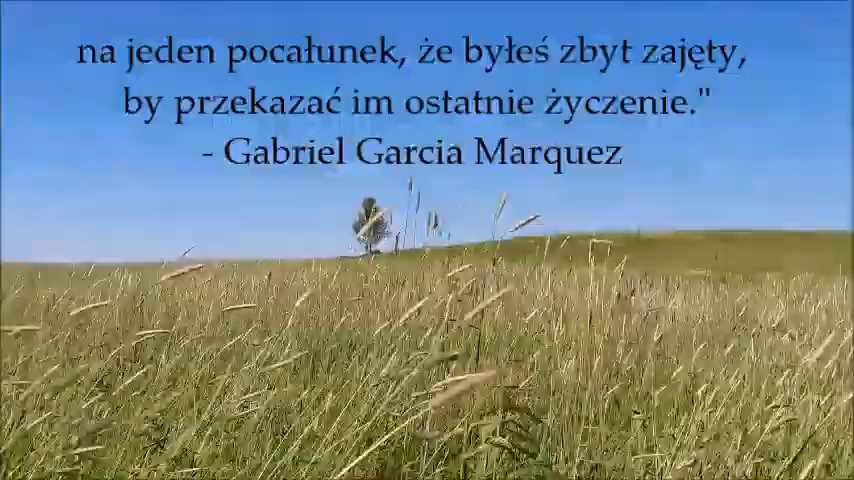 na jeden pocałunek, że byłeś zbyt zajęty,
by przekazać im ostatnie życzenie."
- Gabriel Garcia Marquez